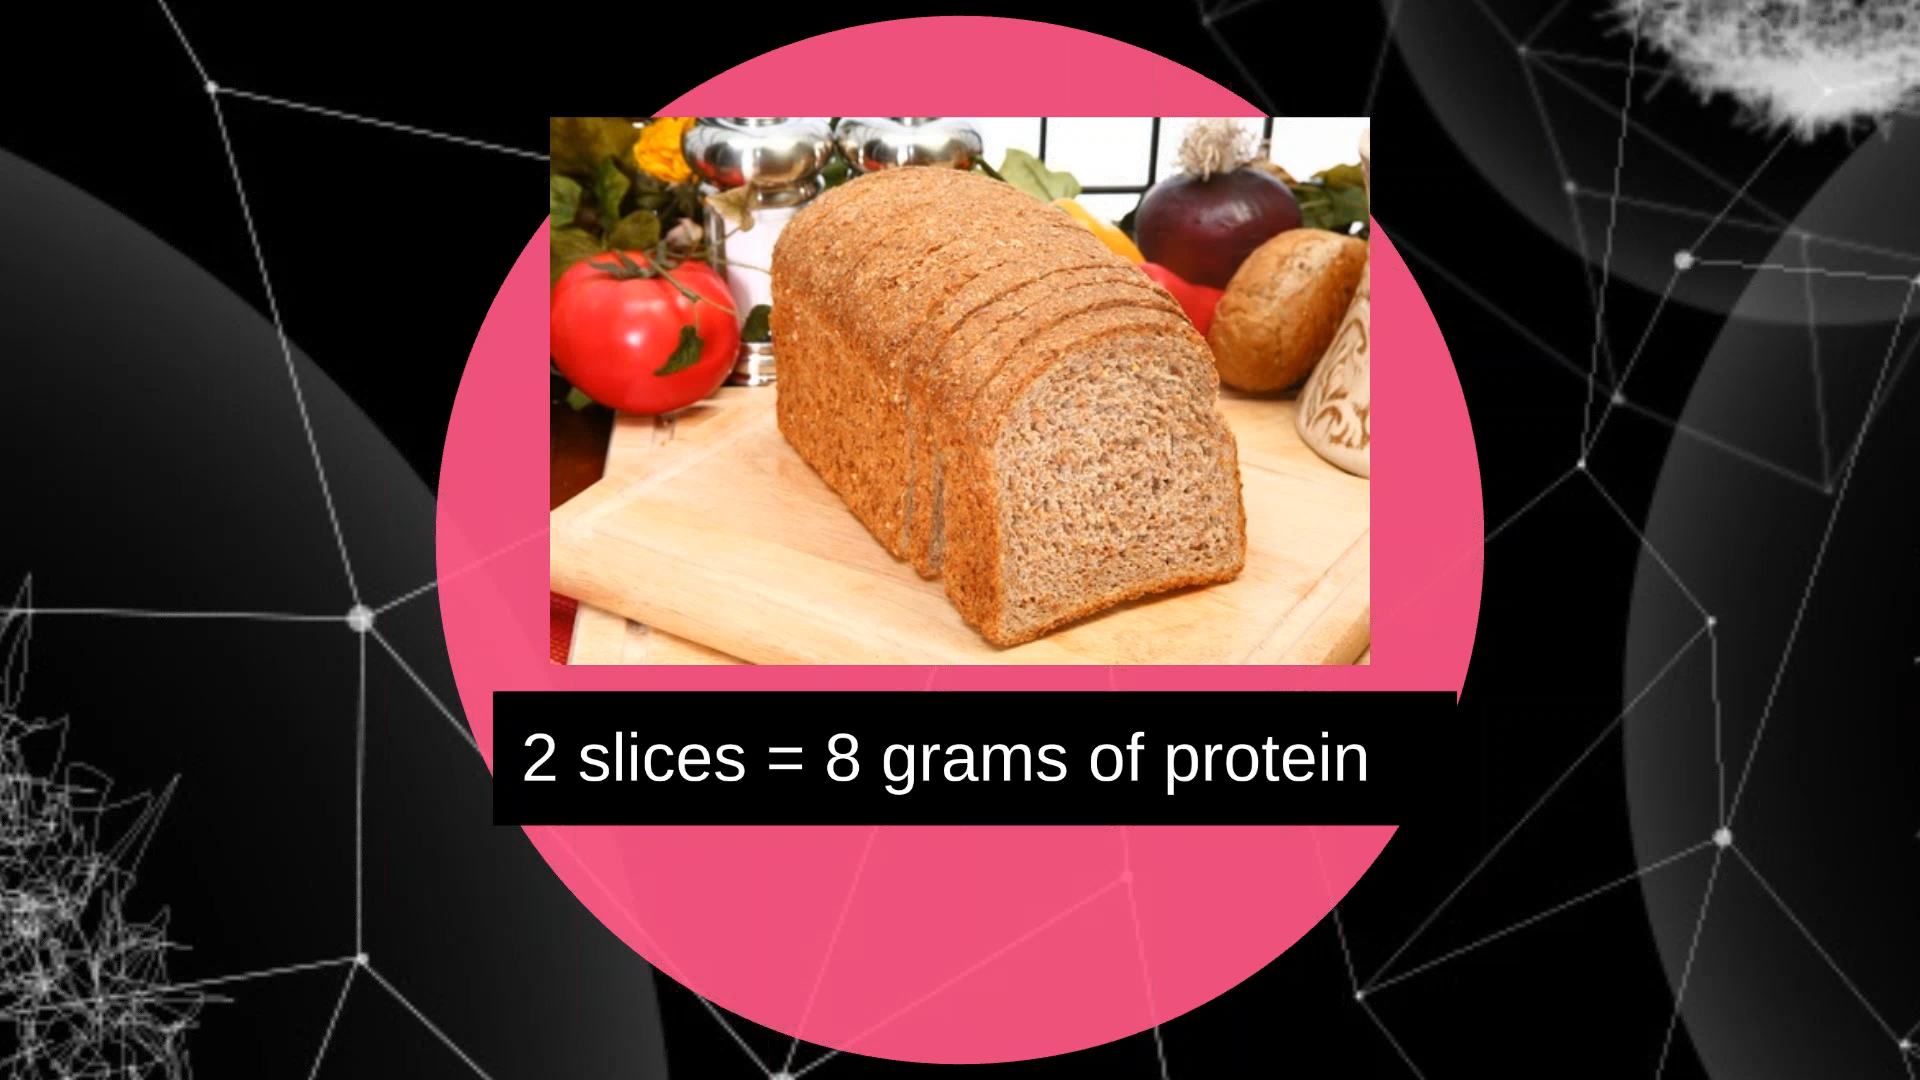 2 slices = 8 grams of protein